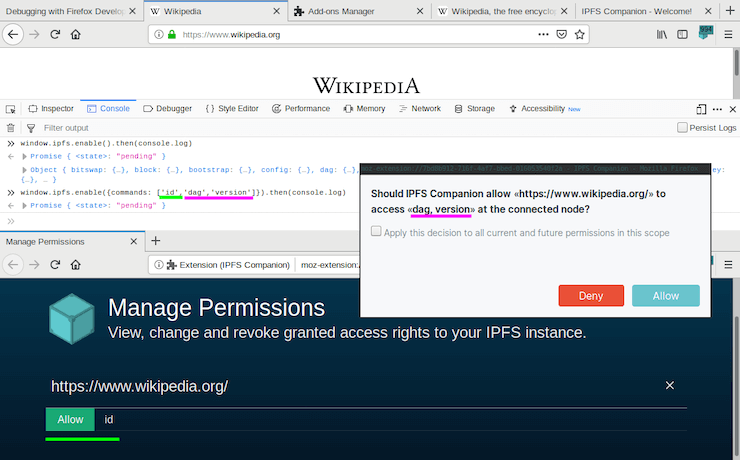 Debugging with Firefox Develo
Wikipedia
Add-ons Manager
Wikipedia, the free encyclop
IPFS Companion - Welcome!
https://www.wikipedia.org
994
WIKIPEDIA
Inspector Console Debugger {} Style Editor Performance Memory Network Storage Accessibility New
Filter output
Persist Logs
window.ipfs.enable().then(console.log)
Promise { <state>: "pending" }
Object { bitswap: {…}, block: {…}, bootstrap: {…}, config: {…}, dag: {…},
key:
{…}, … }
window.ipfs.enable({commands: ['id','dag','version']}).then(console.log)
Promise { <state>: "pending" }
Should IPFS Companion allow «https://www.wikipedia.org/» to
access «dag, version» at the connected node?
Apply this decision to all current and future permissions in this scope
Deny Allow
Manage Permissions
Extension (IPFS Companion) moz-extension:/
Manage Permissions
View, change and revoke granted access rights to your IPFS instance.
https://www.wikipedia.org/
Allow id